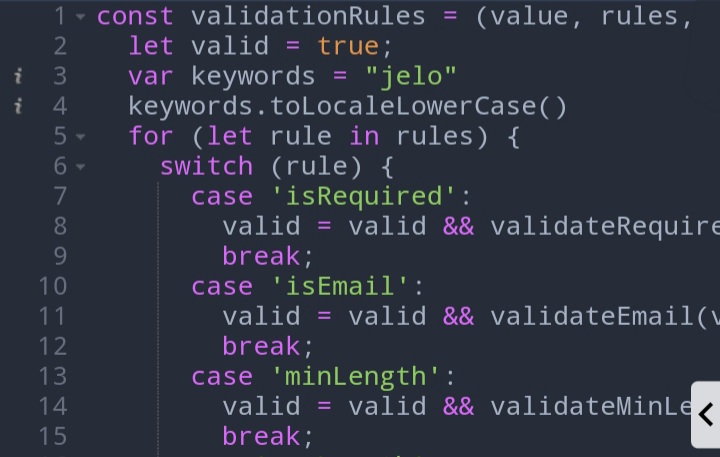 1 const validationRules = (value, rules,
2 let valid = true;
i 3 var keywords = "jelo"
i 4 keywords.toLocaleLowerCase()
5 for (let rule in rules) {
6 switch (rule) {
7 case 'isRequired':
8 valid = valid && validateRequire
9 break;
10 case 'isEmail':
11 valid = valid && validateEmail(v
12 break;
13 case 'minLength':
14 valid = valid && validateMinLe
15 break;